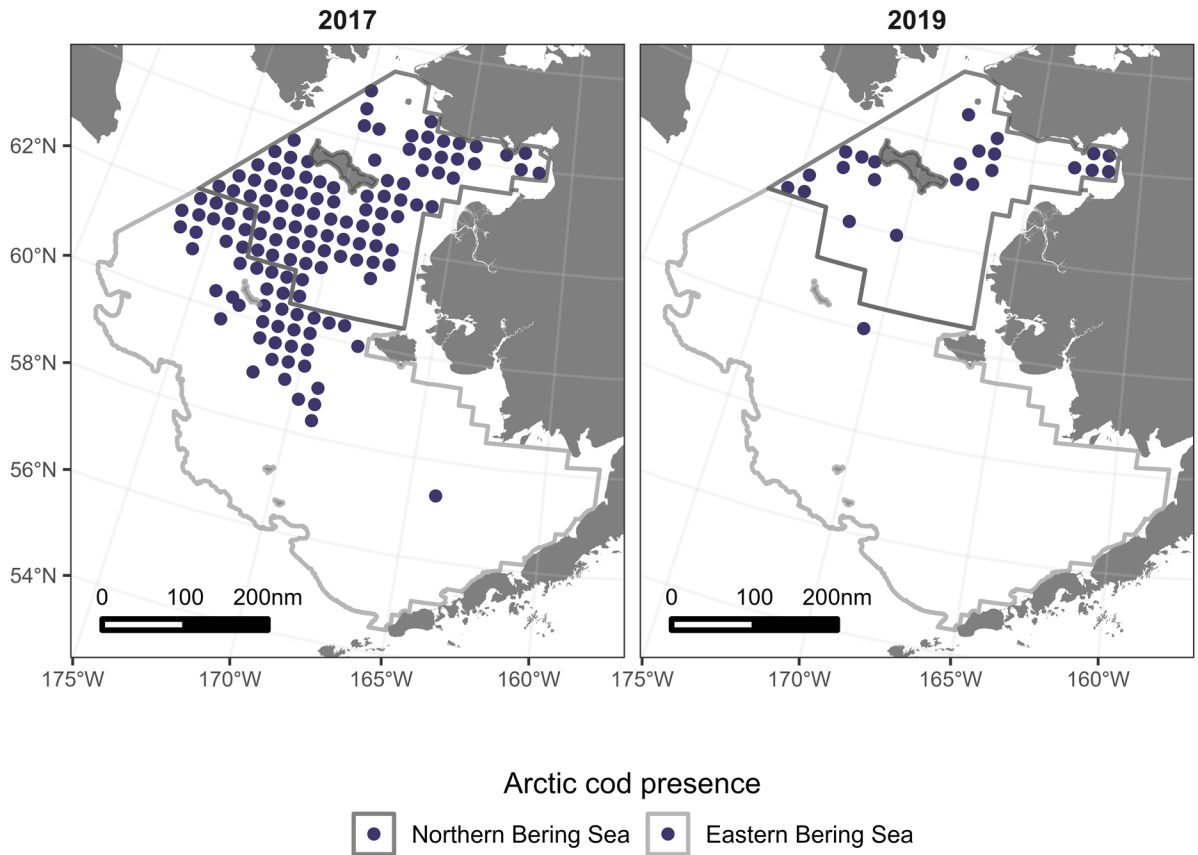 2017 2019
62°N
60°N
58°N
56°N
54°N
0 100 200nm 0 100 200nm
175°W 170°W 165°W 160°W 175°W 170°W 165°W 160°W
Arctic cod presence
Northern Bering Sea Eastern Bering Sea